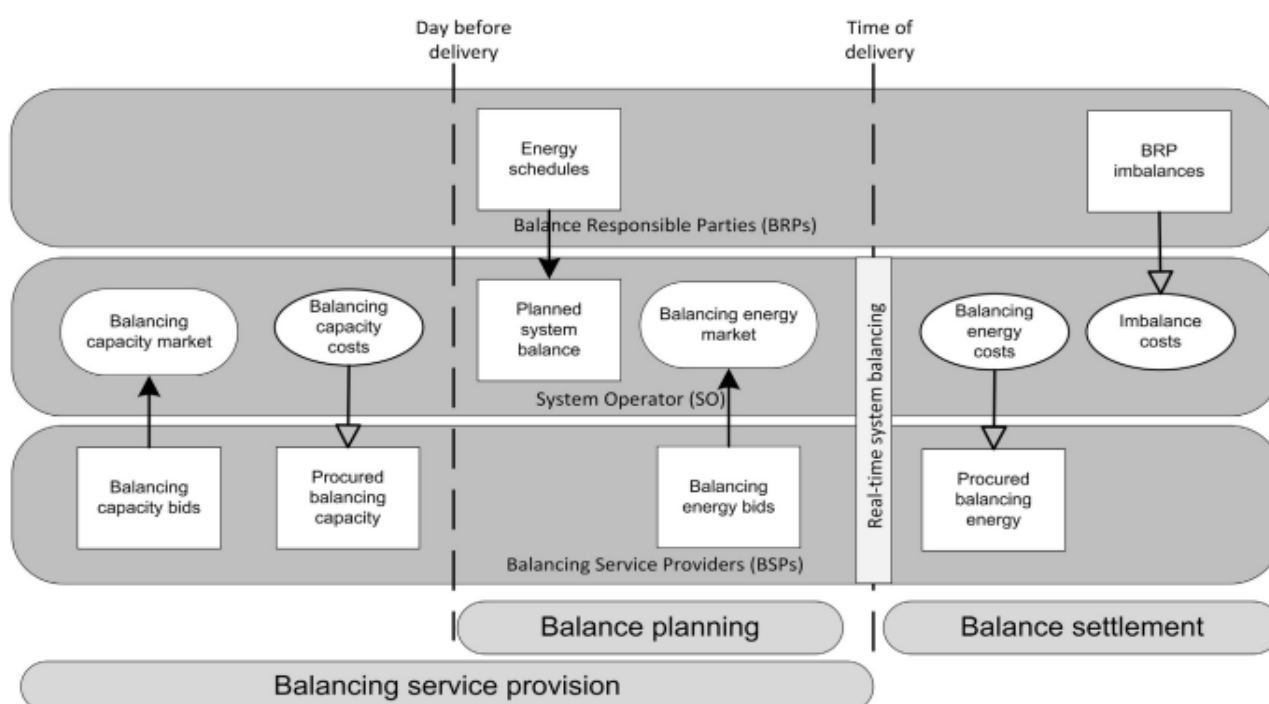 Day before
delivery
Time of
delivery
Energy
schedules
BRP
imbalances
Balance Responsible Parties (BRPs)
Balancing
capacity market
Balancing
capacity
costs
Planned
system
balance
Balancing energy
market
Balancing
energy
costs
Imbalance
costs
System Operator (SO)
Real-time system balancing
Balancing
capacity bids
Procured
balancing
capacity
Balancing
energy bids
Procured
balancing
energy
Balancing Service Providers (BSPs)
Balance planning
Balance settlement
Balancing service provision